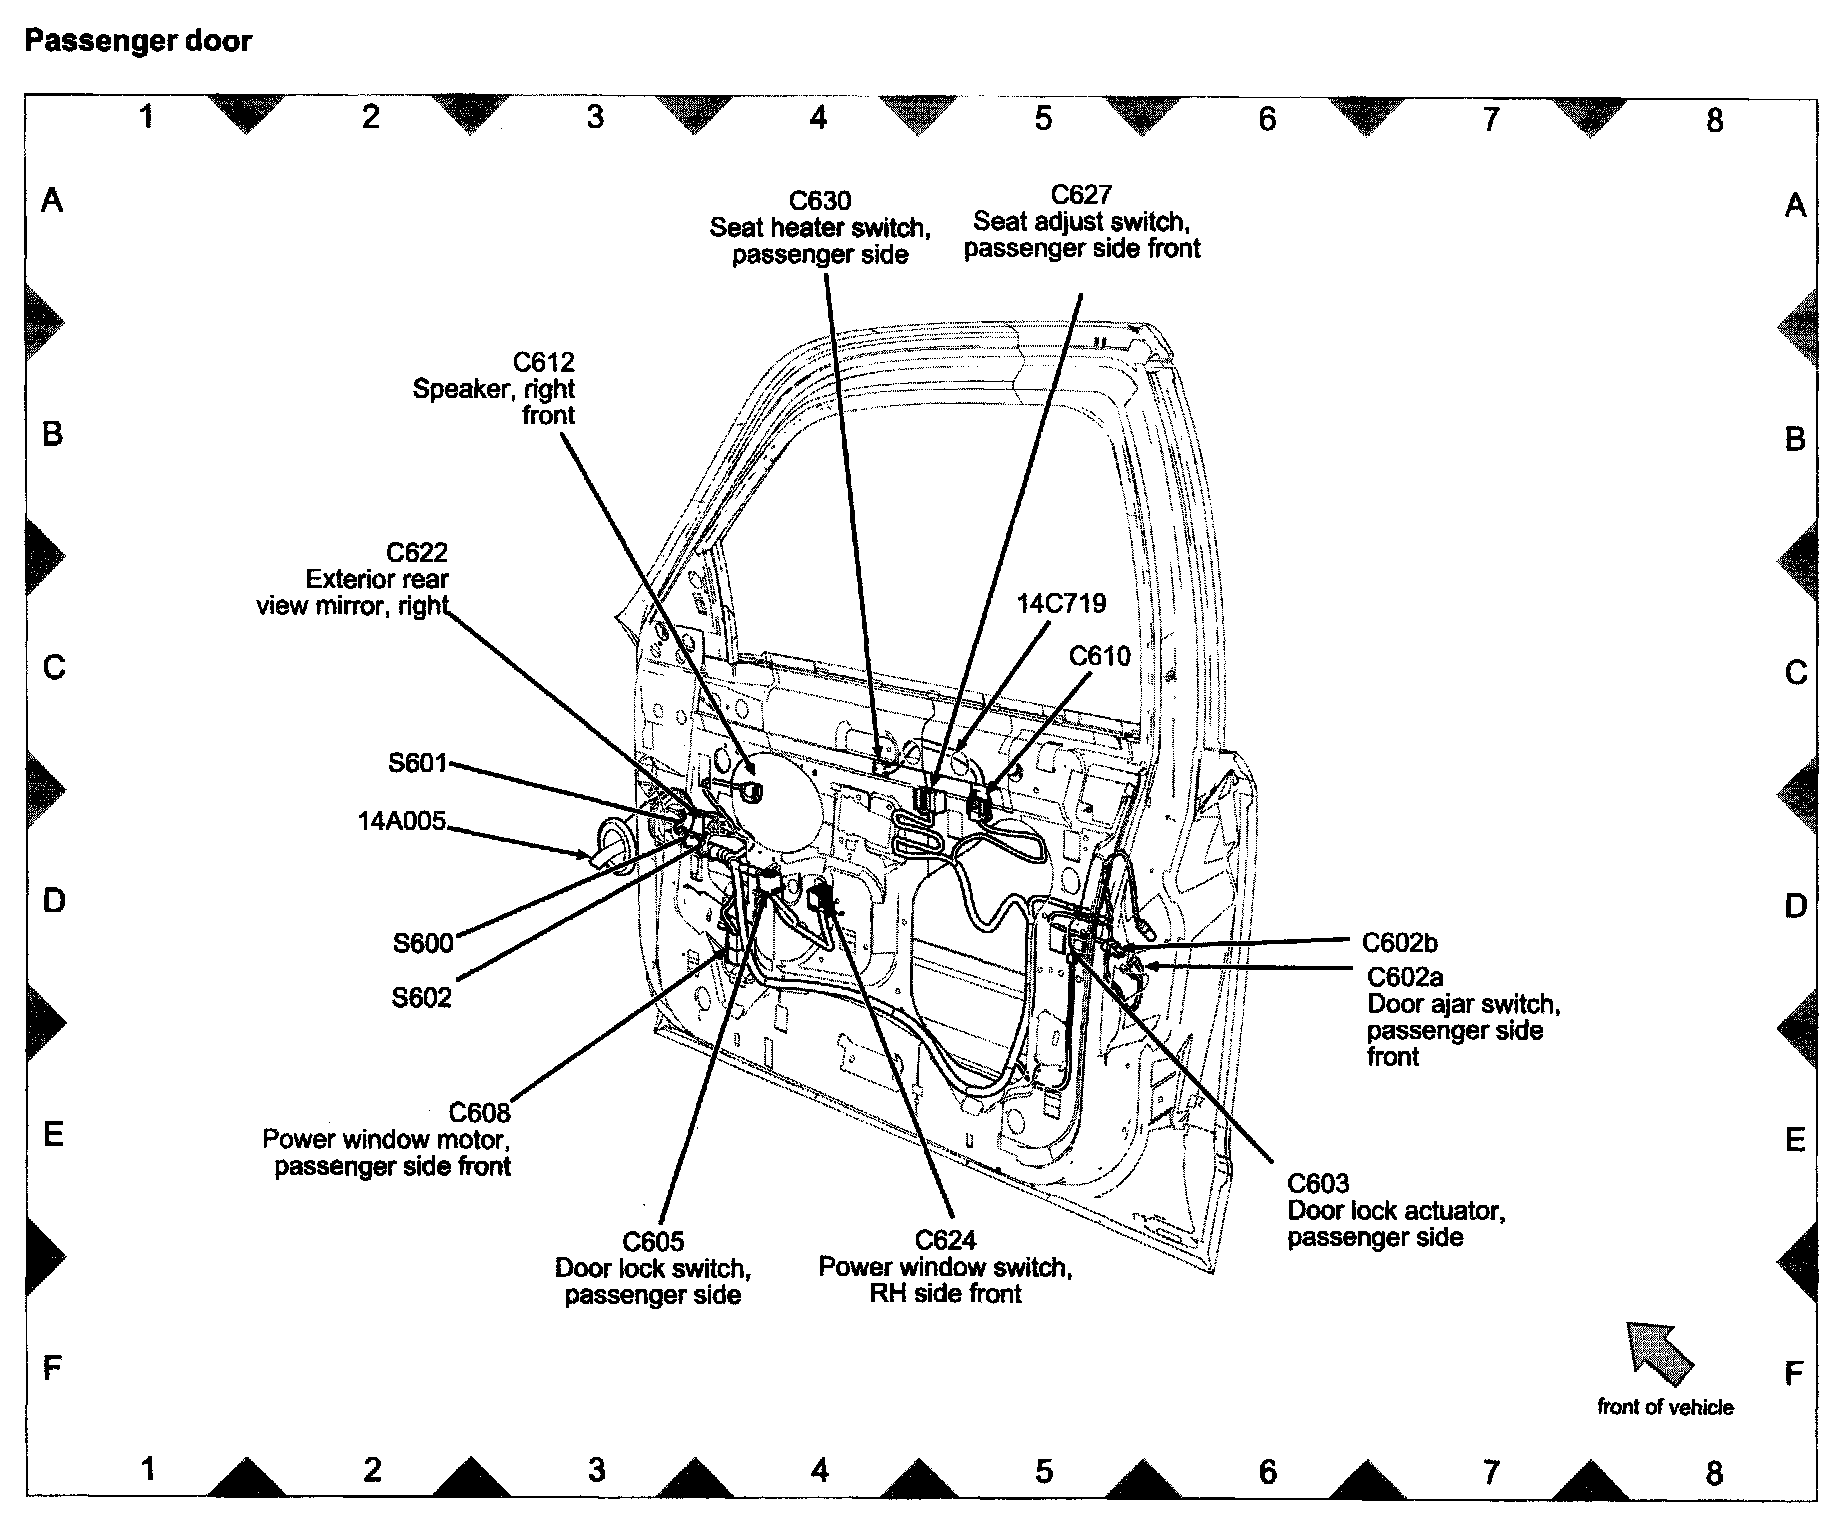 Passenger door
1 2 3 4 5 6 7 8
A A
C630
Seat heater switch,
passenger side
C627
Seat adjust switch,
passenger side front
C612
Speaker, right
front
B B
C622
Exterior rear
view mirror, right
14C719
C610
C C
S601
14A005
D D
S600
S602
C602b
C602a
Door ajar switch,
passenger side
front
C608
Power window motor,
passenger side front
E E
C603
Door lock actuator,
passenger side
C605
Door lock switch,
passenger side
C624
Power window switch,
RH side front
F F
front of vehicle
1 2 3 4 5 6 7 8